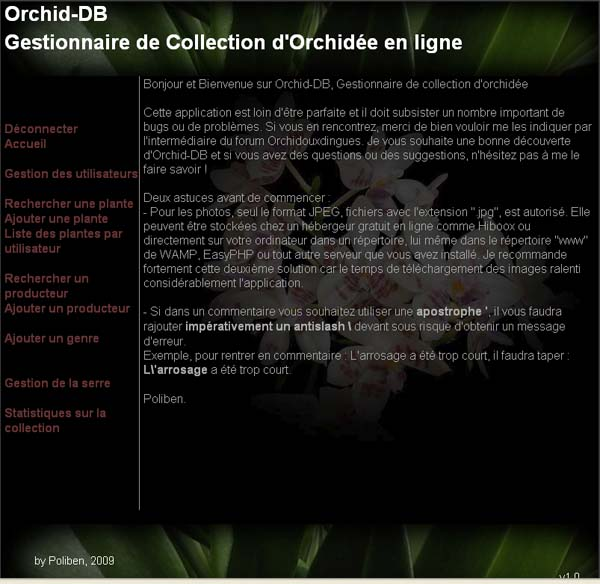 Orchid-DB
Gestionnaire de Collection d'Orchidée en ligne
Déconnecter
Accueil
Gestion des utilisateurs
Rechercher une plante
Ajouter une plante
Liste des plantes par
utilisateur
Rechercher un
producteur
Ajouter un producteur
Ajouter un genre
Gestion de la serre
Statistiques sur la
collection
Bonjour et Bienvenue sur Orchid-DB, Gestionnaire de collection d'orchidée
Cette application est loin d'être parfaite et il doit subsister un nombre important de
bugs ou de problèmes. Si vous en rencontrez, merci de bien vouloir me les indiquer par
l'intermédiaire du forum Orchidouxdingues. Je vous souhaite une bonne découverte
d'Orchid-DB et si vous avez des questions ou des suggestions, n'hésitez pas à me le
faire savoir !
Deux astuces avant de commencer :
- Pour les photos, seul le format JPEG, fichiers avec l'extension ".jpg", est autorisé. Elle
peuvent être stockées chez un hébergeur gratuit en ligne comme Hiboox ou
directement sur votre ordinateur dans un répertoire, lui même dans le répertoire "www"
de WAMP, EasyPHP ou tout autre serveur que vous avez installé. Je recommande
fortement cette deuxième solution car le temps de téléchargement des images ralenti
considérablement l'application.
- Si dans un commentaire vous souhaitez utiliser une apostrophe ', il vous faudra
rajouter impérativement un antislash \ devant sous risque d'obtenir un message
d'erreur.
Exemple, pour rentrer en commentaire : L'arrosage a été trop court, il faudra taper :
L\'arrosage a été trop court.
Poliben.
by Poliben, 2009
v1.0